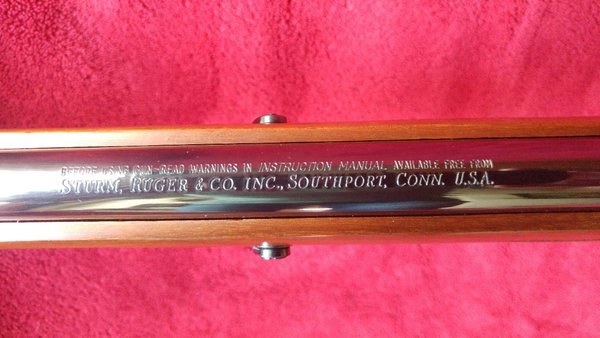 BEFORE USING GUN-READ WARNINGS IN INSTRUCTION MANUAL AVAILABLE FREE FROM
STURM, RUGER & CO. INC., SOUTHPORT, CONN. U.S.A.